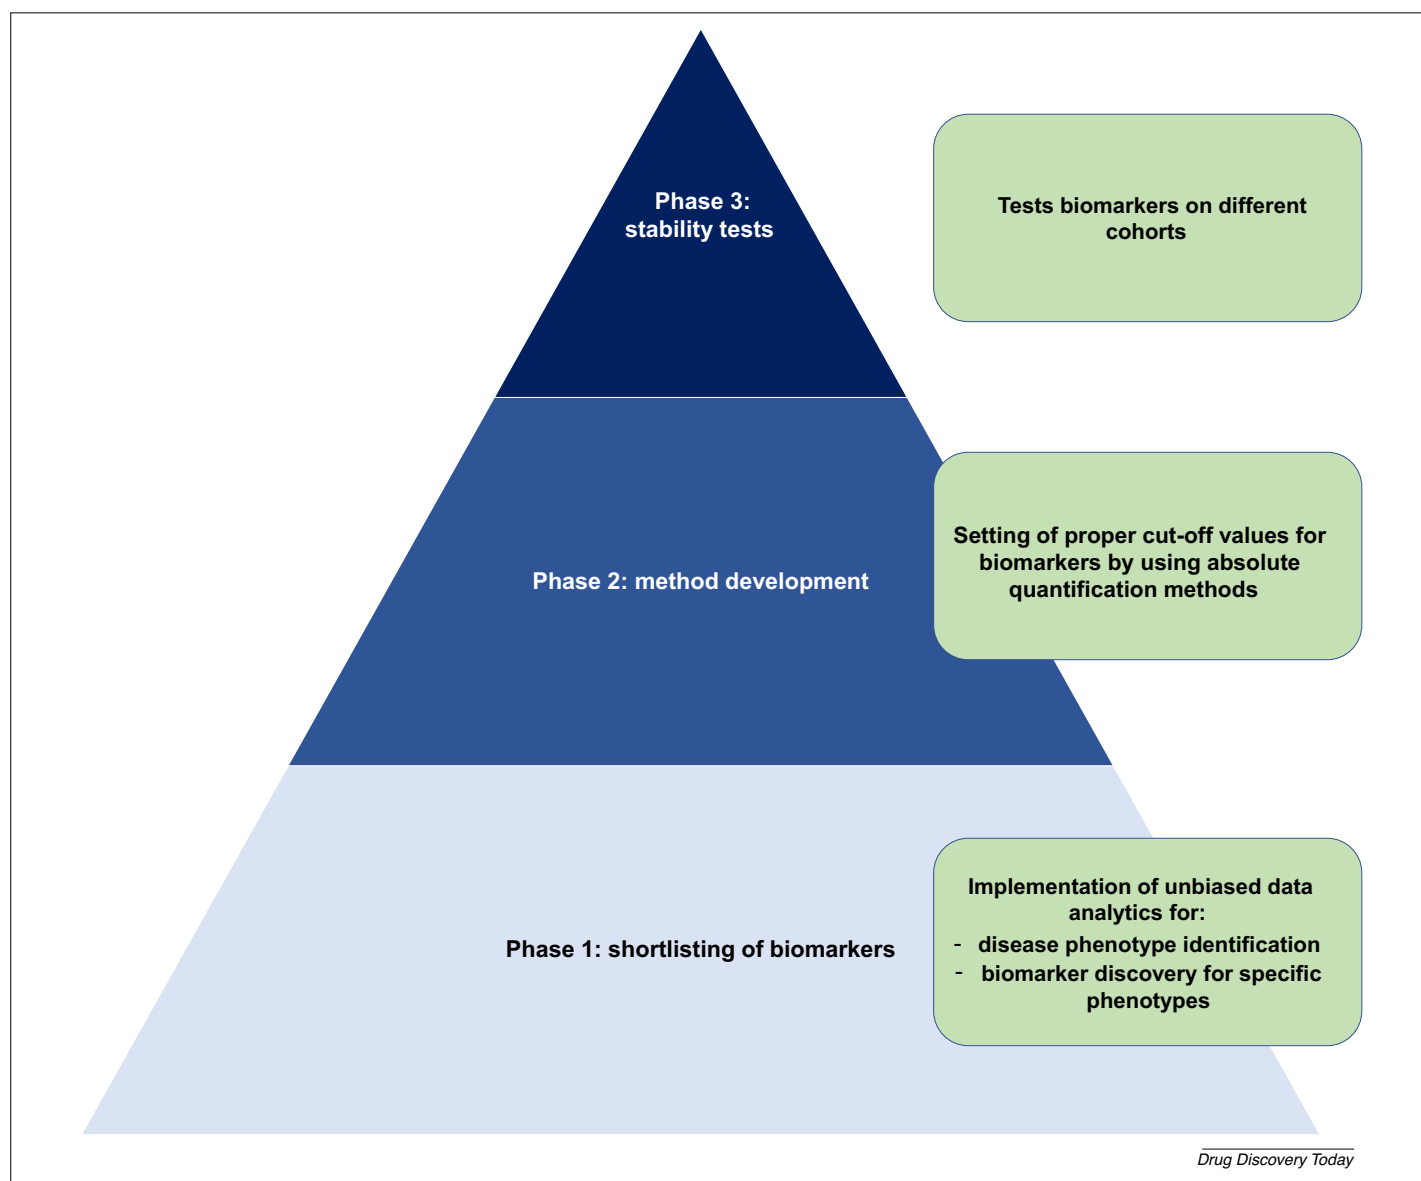 Phase 3:
stability tests
Tests biomarkers on different
cohorts
Phase 2: method development
Setting of proper cut-off values for
biomarkers by using absolute
quantification methods
Phase 1: shortlisting of biomarkers
Implementation of unbiased data
analytics for:
- disease phenotype identification
- biomarker discovery for specific
phenotypes
Drug Discovery Today